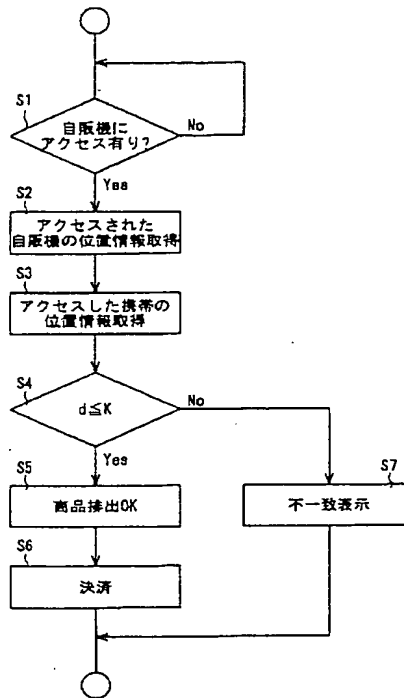 S1
自販機に
アクセス有り?
No
Yes
S2
アクセスされた
自販機の位置情報取得
S3
アクセスした携帯の
位置情報取得
S4
d≦K
No
Yes
S5
商品排出OK
S7
不一致表示
S6
決済